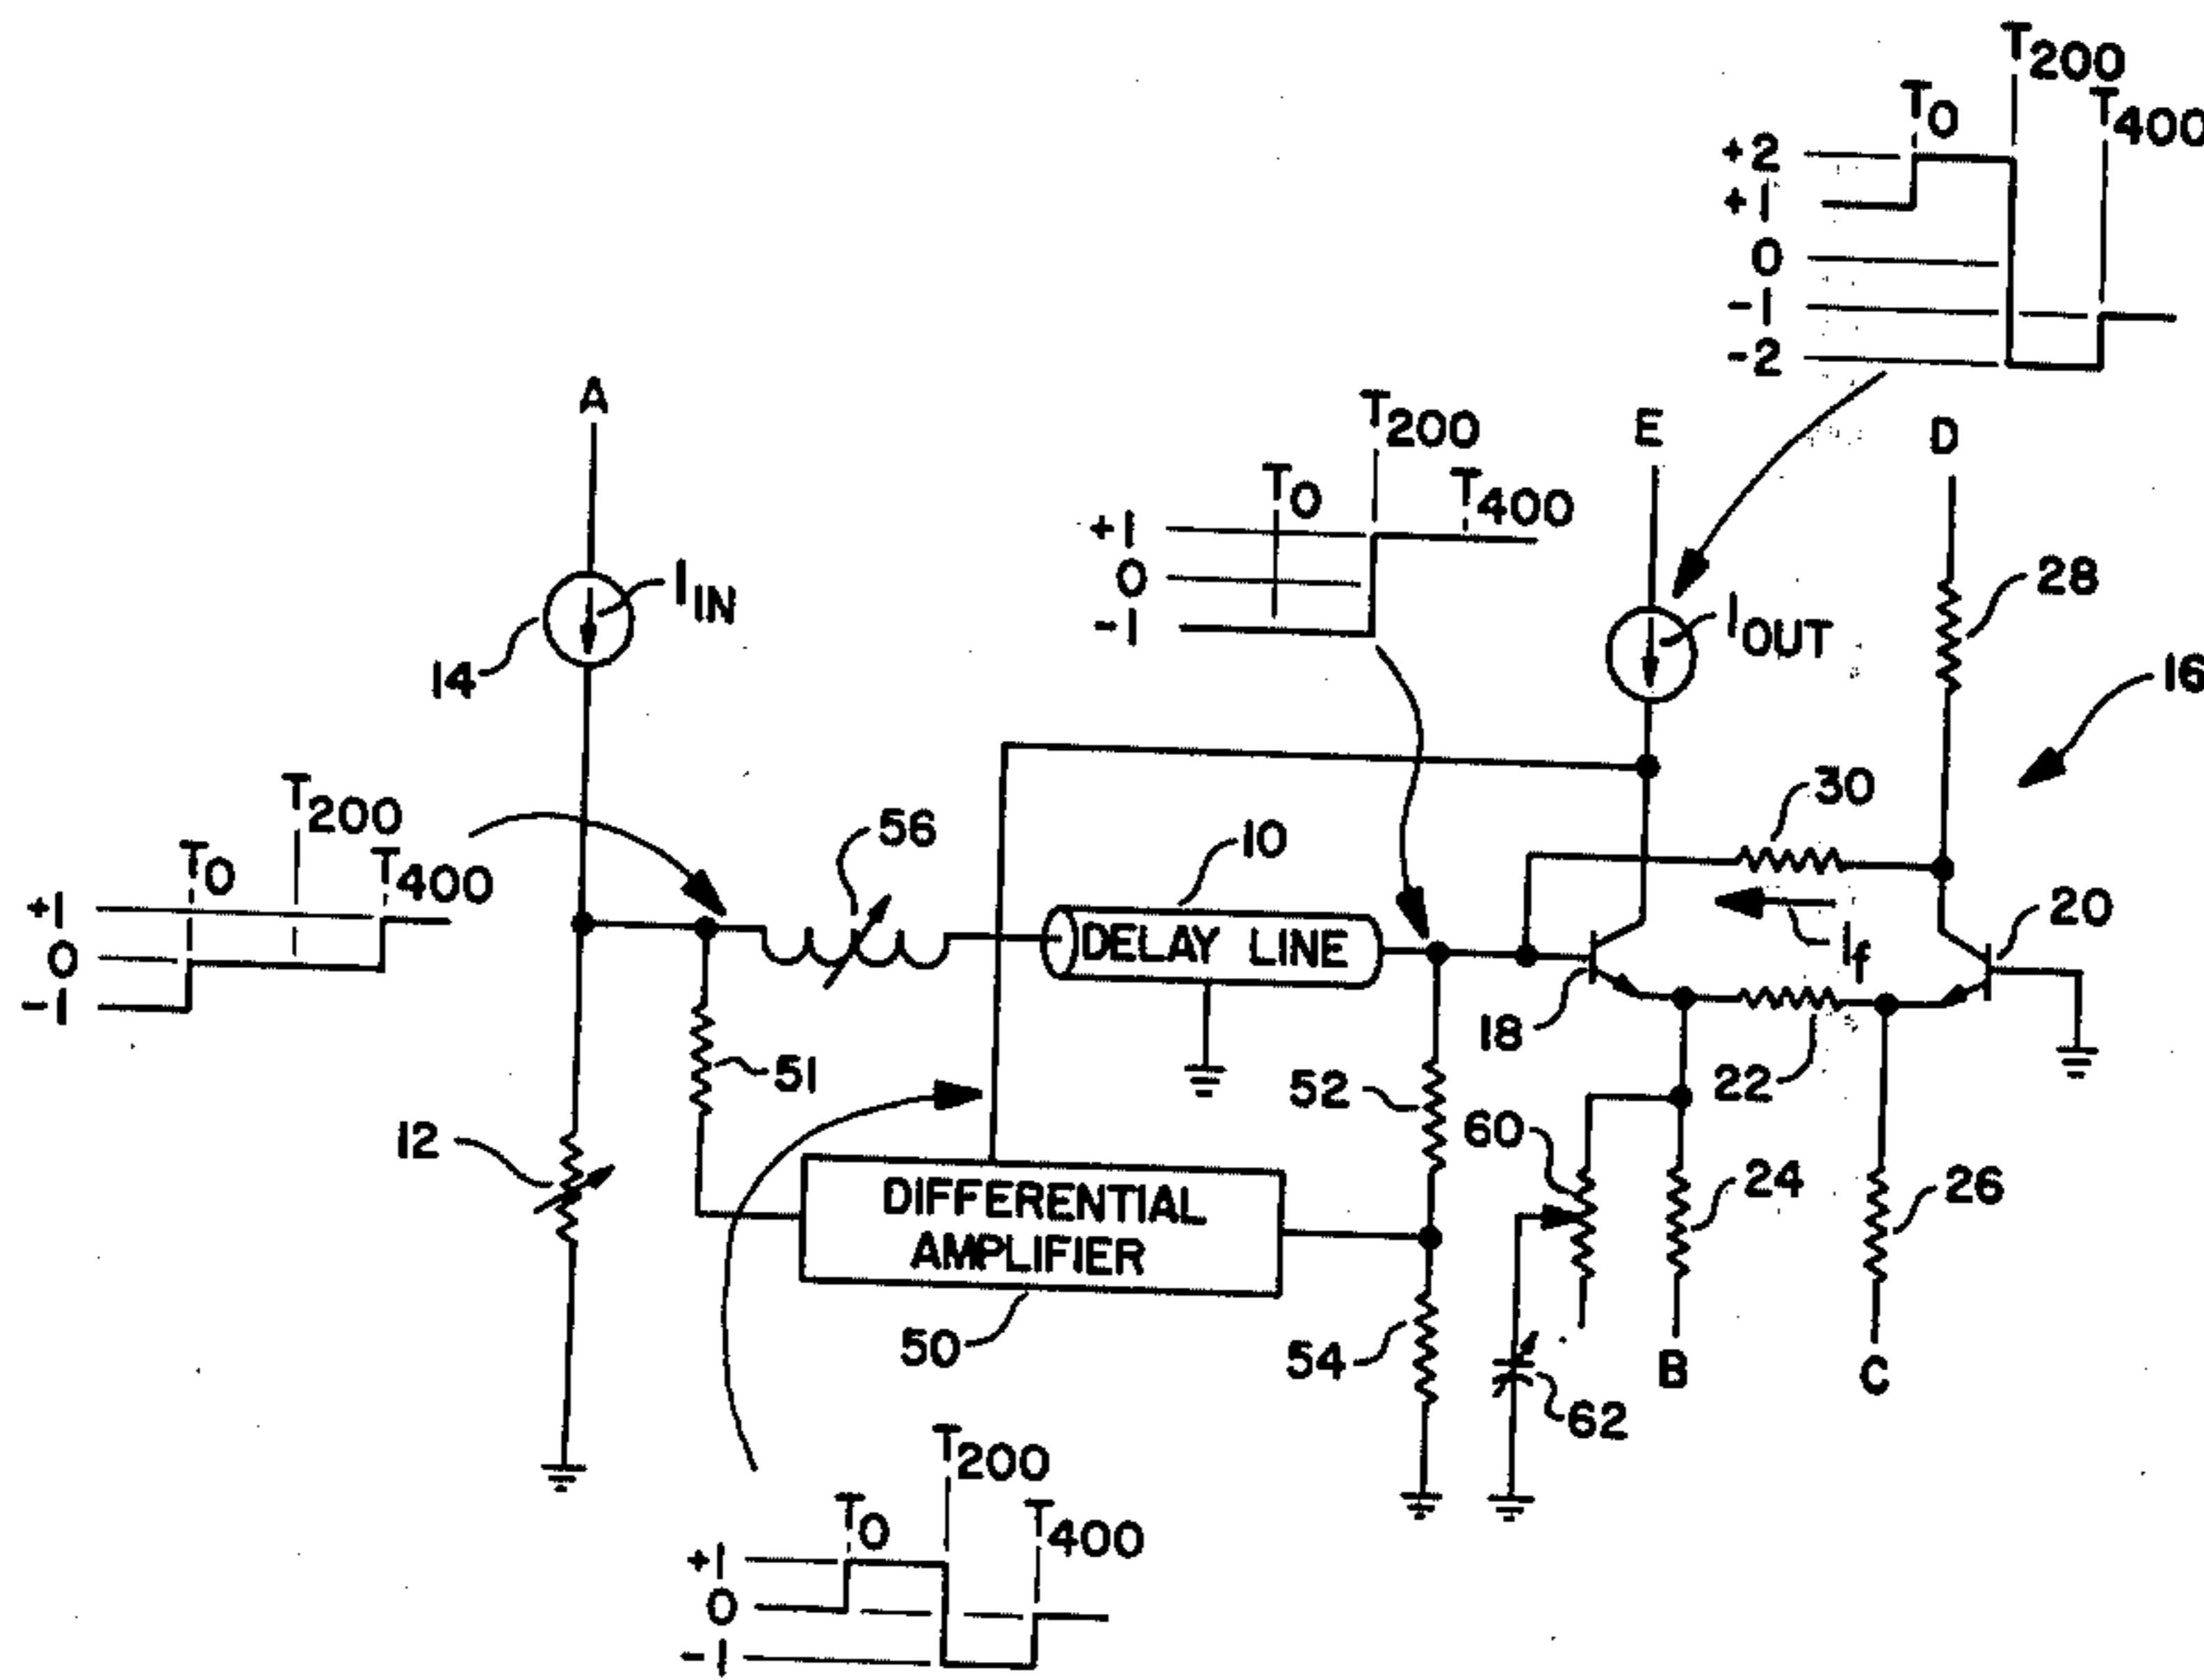 T200
T0
T400
+2
+1
0
-1
-2
A
T200
E
D
T0
T400
+1
0
-1
IIN
14
IOUT
28
16
T200
T0
T400
+1
0
-1
56
10
30
20
DELAY LINE
If
18
22
51
52
60
12
24
26
DIFFERENTIAL
AMPLIFIER
50
54
B
C
62
T200
T0
T400
+1
0
-1